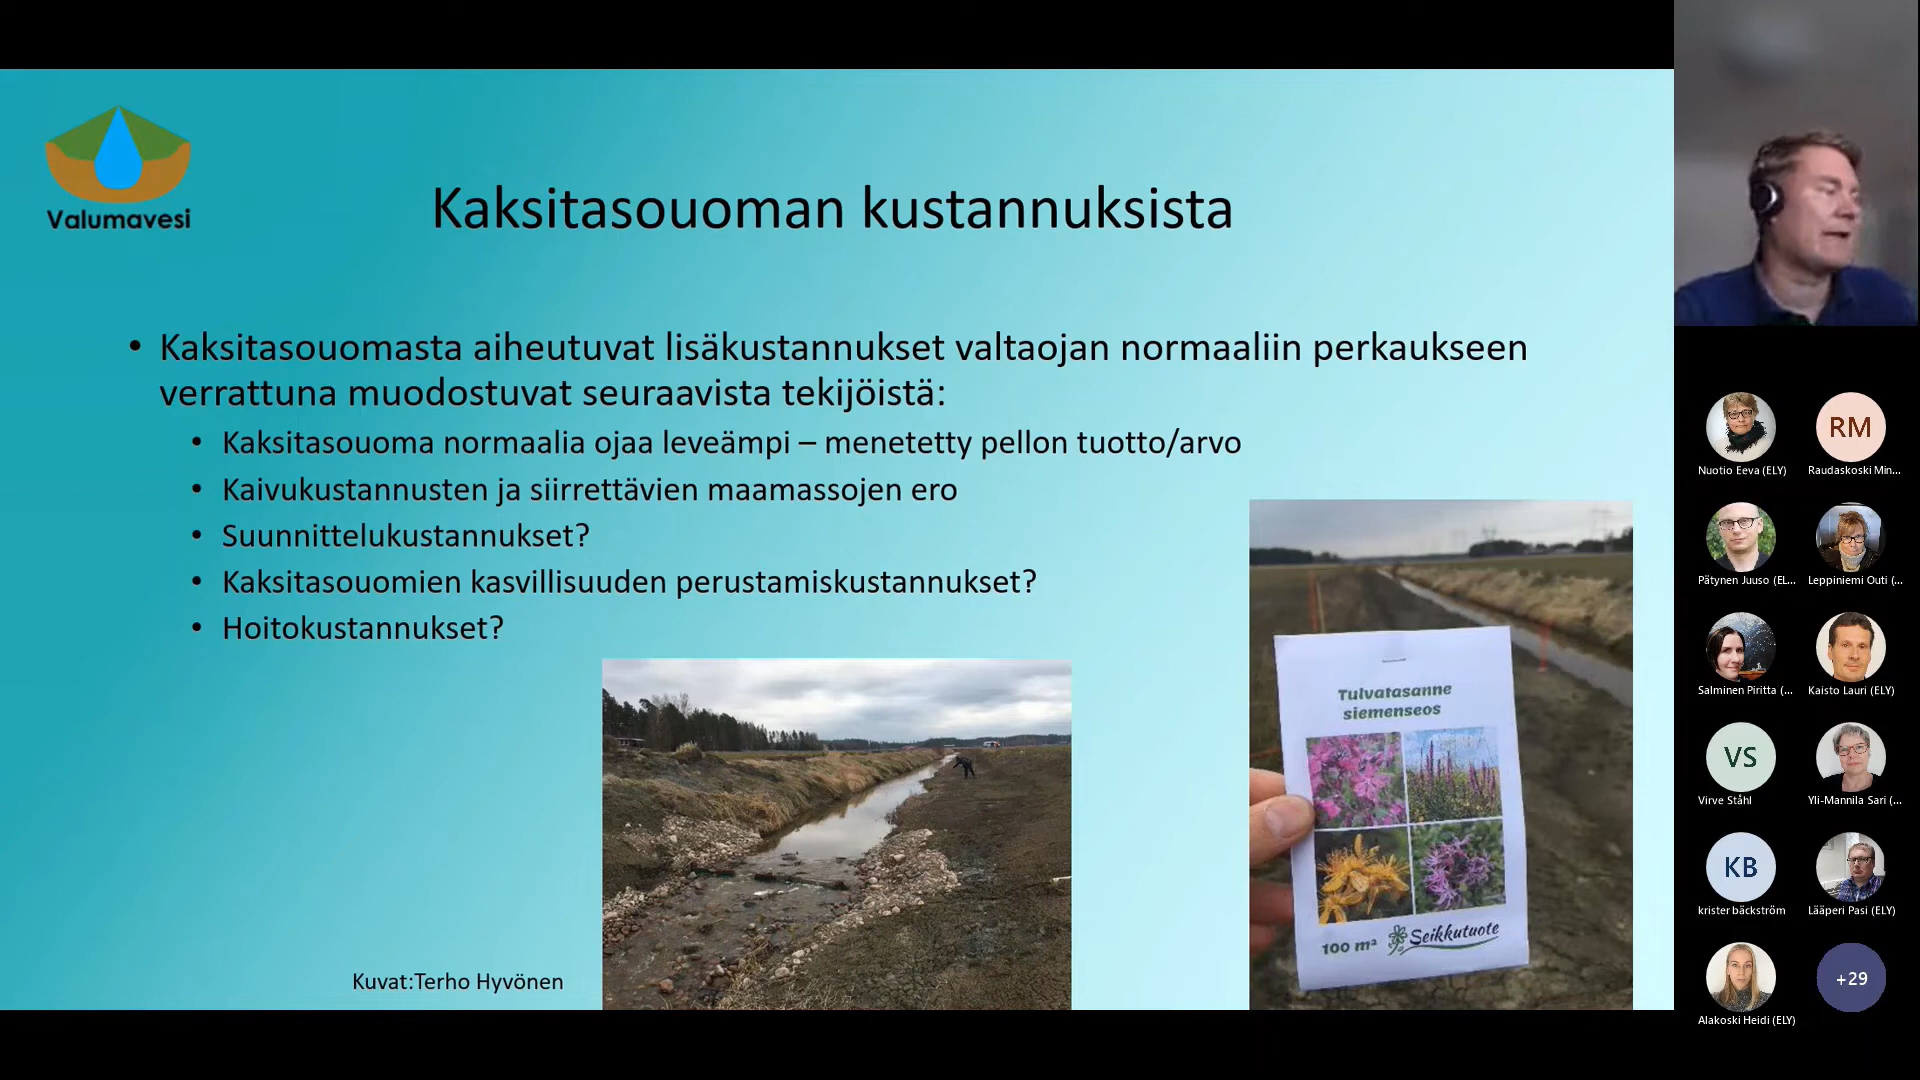 Valumavesi
Kaksitasouoman kustannuksista
• Kaksitasouomasta aiheutuvat lisäkustannukset valtaojan normaaliin perkaukseen
verrattuna muodostuvat seuraavista tekijöistä:
• Kaksitasouoma normaalia ojaa leveämpi – menetetty pellon tuotto/arvo
• Kaivukustannusten ja siirrettävien maamassojen ero
• Suunnittelukustannukset?
• Kaksitasouomien kasvillisuuden perustamiskustannukset?
• Hoitokustannukset?
Tulvatasanne
siemenseos
100 m²
Seikkutuote
Kuvat:Terho Hyvönen
RM
Nuotio Eeva (ELY)
Raudaskoski Min...
Pätynen Juuso (EL...
Leppiniemi Outi (...
Salminen Piritta (...
Kaisto Lauri (ELY)
VS
Virve Ståhl
Yli-Mannila Sari (...
KB
krister bäckström
Lääperi Pasi (ELY)
+29
Alakoski Heidi (ELY)